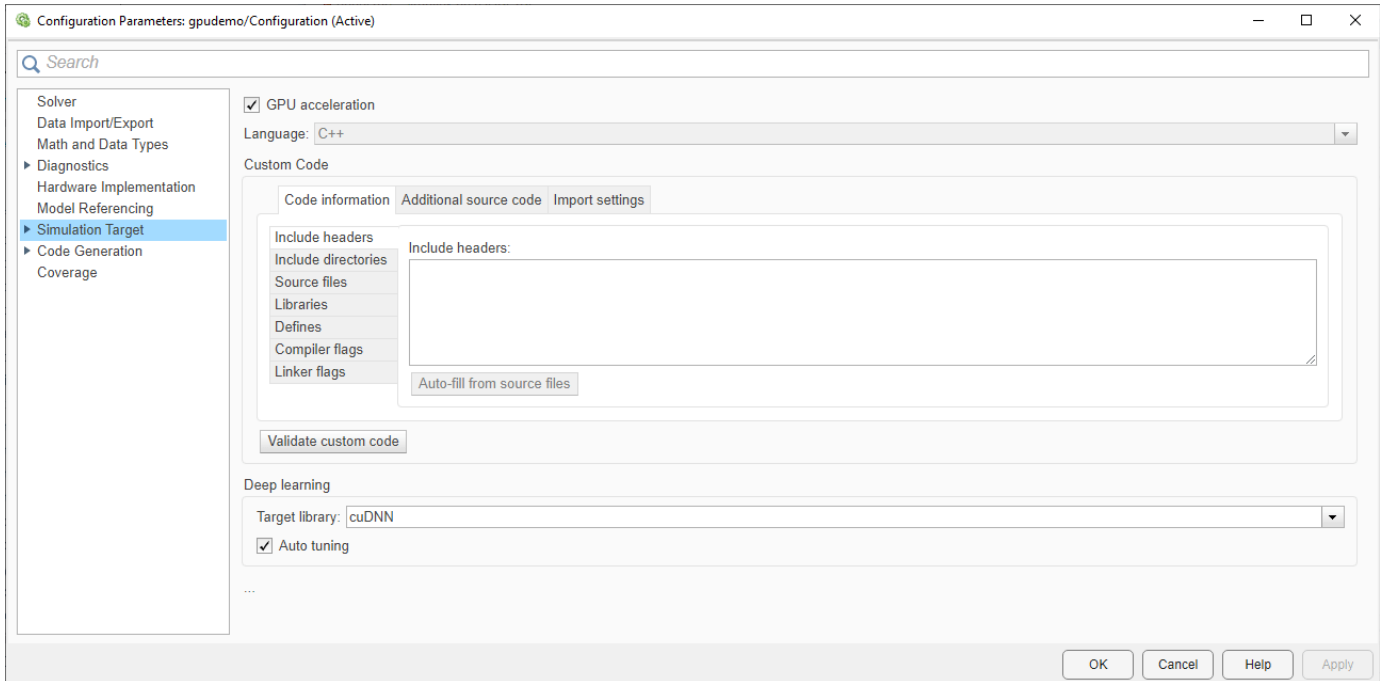 Configuration Parameters: gpudemo/Configuration (Active)
Search
Solver
Data Import/Export
Math and Data Types
Diagnostics
Hardware Implementation
Model Referencing
Simulation Target
Code Generation
Coverage
GPU acceleration
Language: C++
Custom Code
Code information Additional source code Import settings
Include headers
Include directories
Source files
Libraries
Defines
Compiler flags
Linker flags
Include headers:
Auto-fill from source files
Validate custom code
Deep learning
Target library: cuDNN
Auto tuning
...
OK Cancel Help Apply